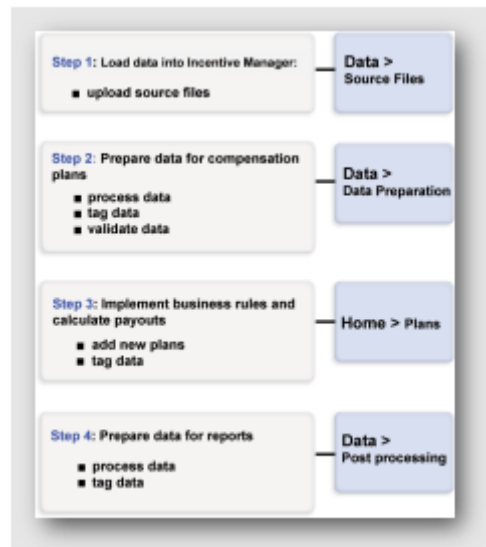 Step 1: Load data into Incentive Manager:
■ upload source files
Data >
Source Files
Step 2: Prepare data for compensation
plans
■ process data
■ tag data
■ validate data
Data >
Data Preparation
Step 3: Implement business rules and
calculate payouts
■ add new plans
■ tag data
Home > Plans
Step 4: Prepare data for reports
■ process data
■ tag data
Data >
Post processing